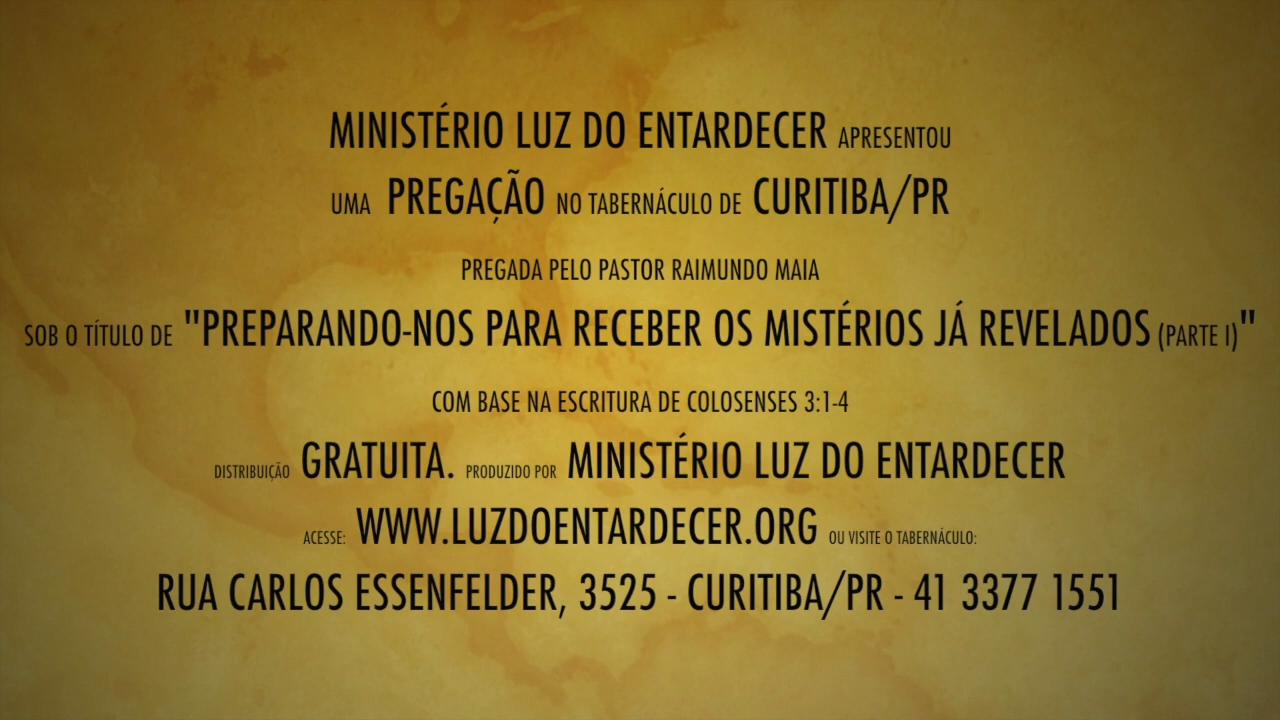 MINISTÉRIO LUZ DO ENTARDECER APRESENTOU
UMA PREGAÇÃO NO TABERNÁCULO DE CURITIBA/PR
PREGADA PELO PASTOR RAIMUNDO MAIA
SOB O TÍTULO DE "PREPARANDO-NOS PARA RECEBER OS MISTÉRIOS JÁ REVELADOS (PARTE I)"
COM BASE NA ESCRITURA DE COLOSENSES 3:1-4
DISTRIBUIÇÃO GRATUITA. PRODUZIDO POR MINISTÉRIO LUZ DO ENTARDECER
ACESSE: WWW.LUZDOENTARDECER.ORG OU VISITE O TABERNÁCULO:
RUA CARLOS ESSENFELDER, 3525 - CURITIBA/PR - 41 3377 1551